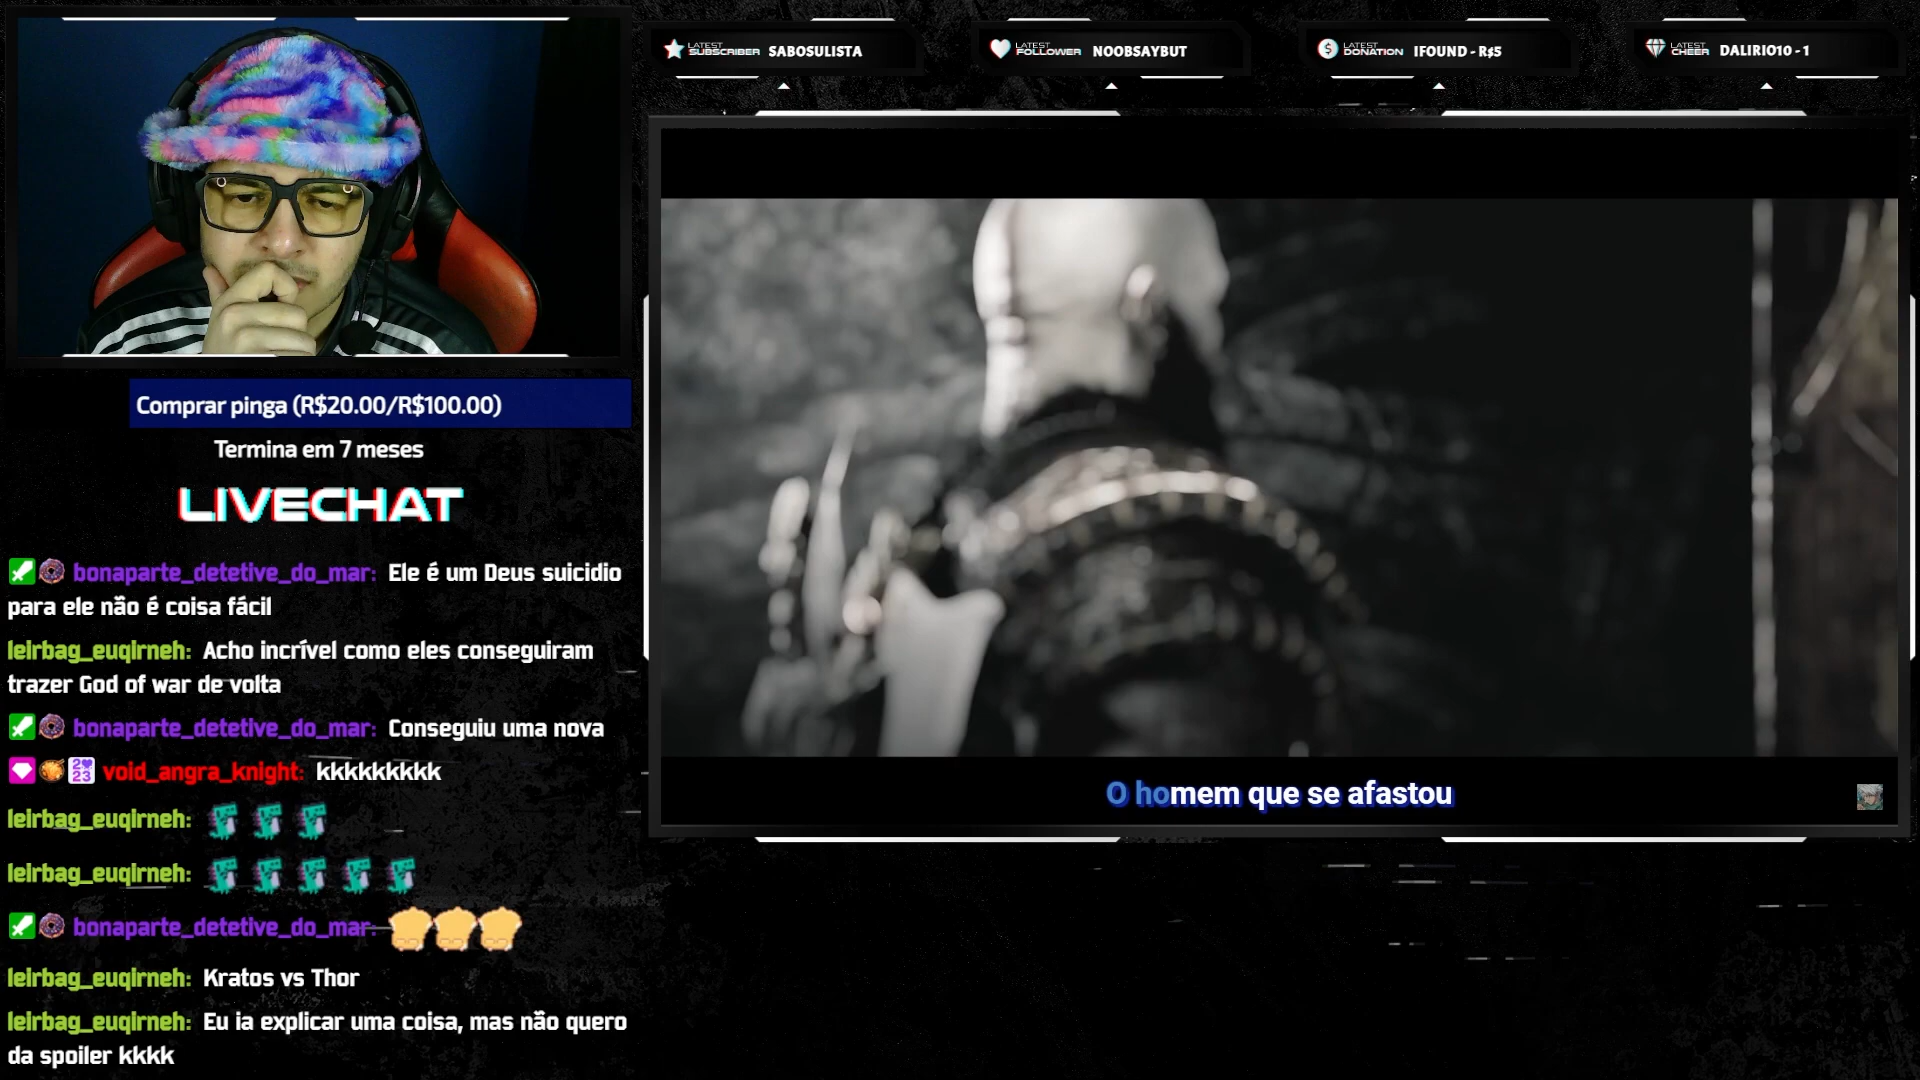 LATEST SUBSCRIBER SABOSULISTA
LATEST FOLLOWER NOOBSAYBUT
LATEST DONATION IFOUND - R$5
LATEST CHEER DALIRIO10 - 1
Comprar pinga (R$20.00/R$100.00)
Termina em 7 meses
LIVECHAT
bonaparte_detetive_do_mar: Ele é um Deus suicidio
para ele não é coisa fácil
leirbag_euqirneh: Acho incrível como eles conseguiram
trazer God of war de volta
bonaparte_detetive_do_mar: Conseguiu uma nova
2023 void_angra_knight: kkkkkkkkk
leirbag_euqirneh:
leirbag_euqirneh:
bonaparte_detetive_do_mar:
leirbag_euqirneh: Kratos vs Thor
leirbag_euqirneh: Eu ia explicar uma coisa, mas não quero
da spoiler kkkk
O homem que se afastou